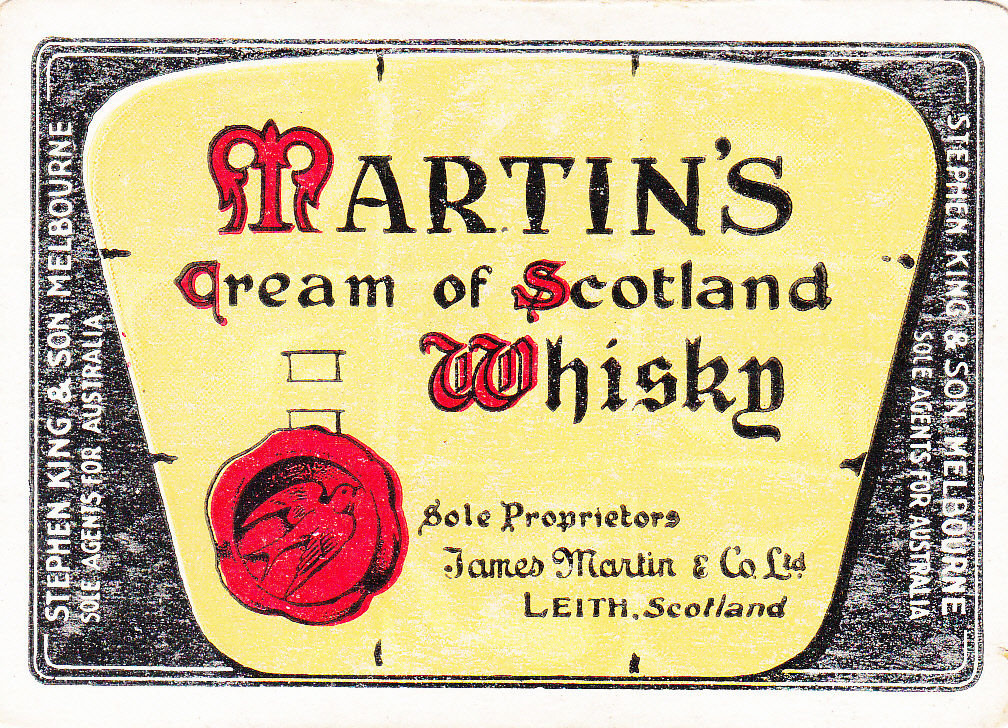 MARTIN'S
Cream of Scotland
Whisky
Sole Proprietors
James Martin & Co. Ltd
LEITH, Scotland
STEPHEN KING & SON MELBOURNE
SOLE AGENTS FOR AUSTRALIA
STEPHEN KING & SON MELBOURNE
SOLE AGENTS FOR AUSTRALIA